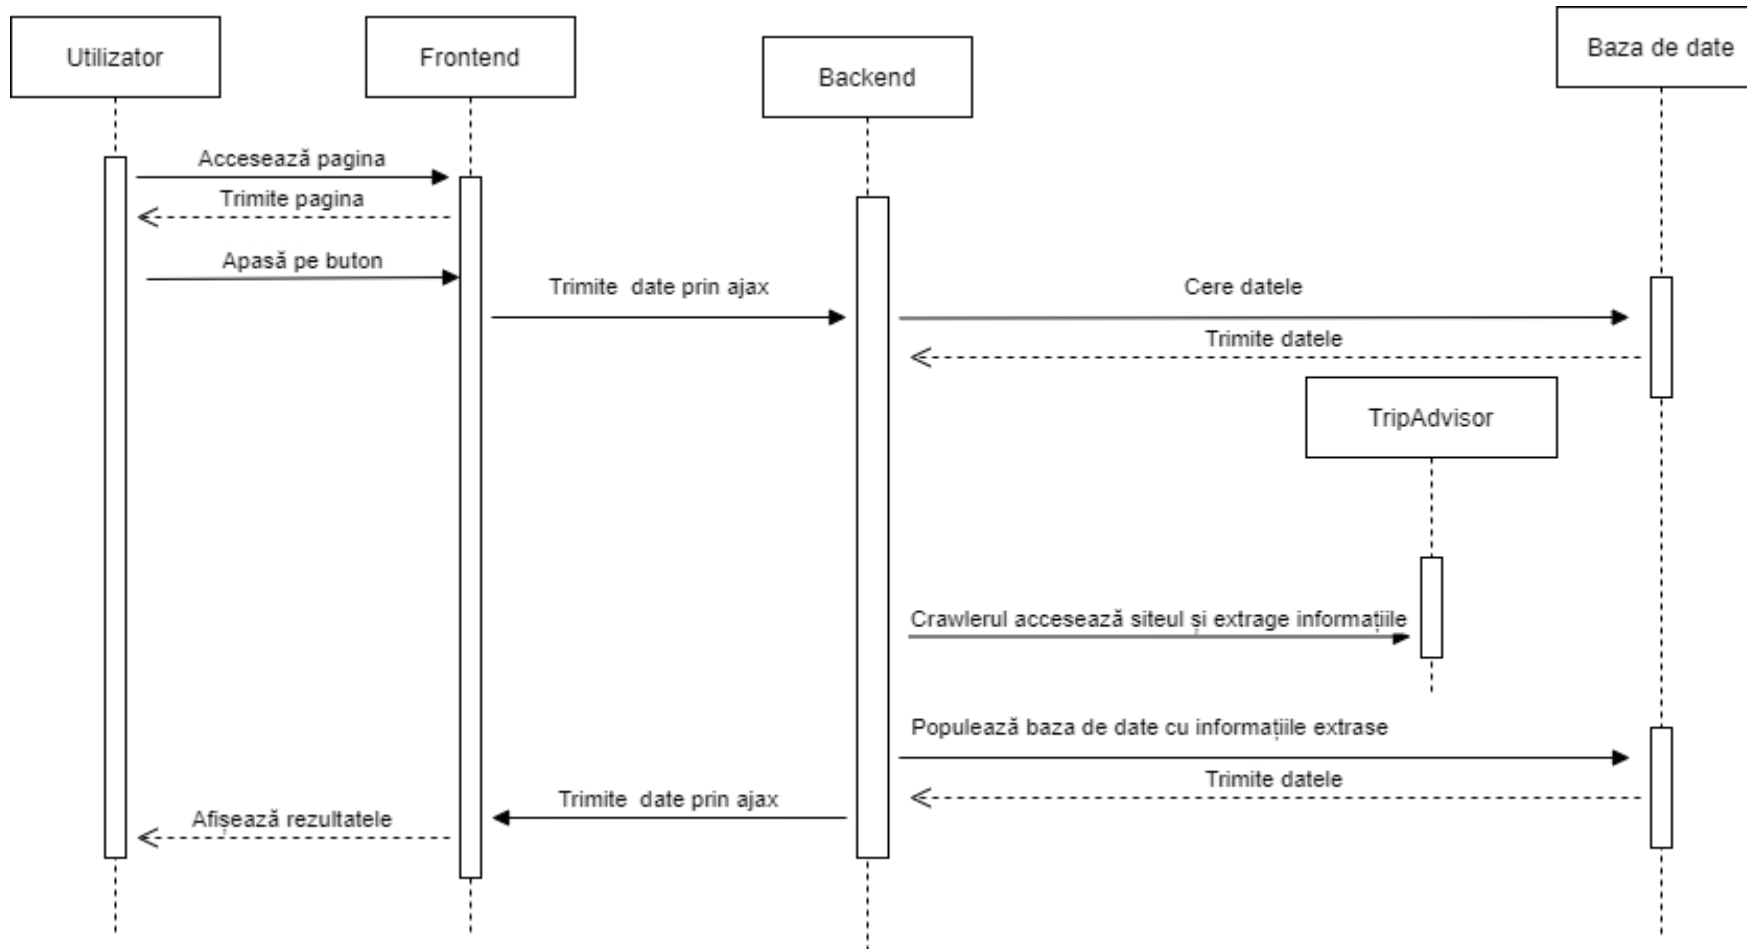 Utilizator
Frontend
Backend
Baza de date
Accesează pagina
Trimite pagina
Apasă pe buton
Trimite  date prin ajax
Cere datele
Trimite datele
TripAdvisor
Crawlerul accesează siteul și extrage informațiile
Populează baza de date cu informațiile extrase
Trimite datele
Trimite  date prin ajax
Afișează rezultatele